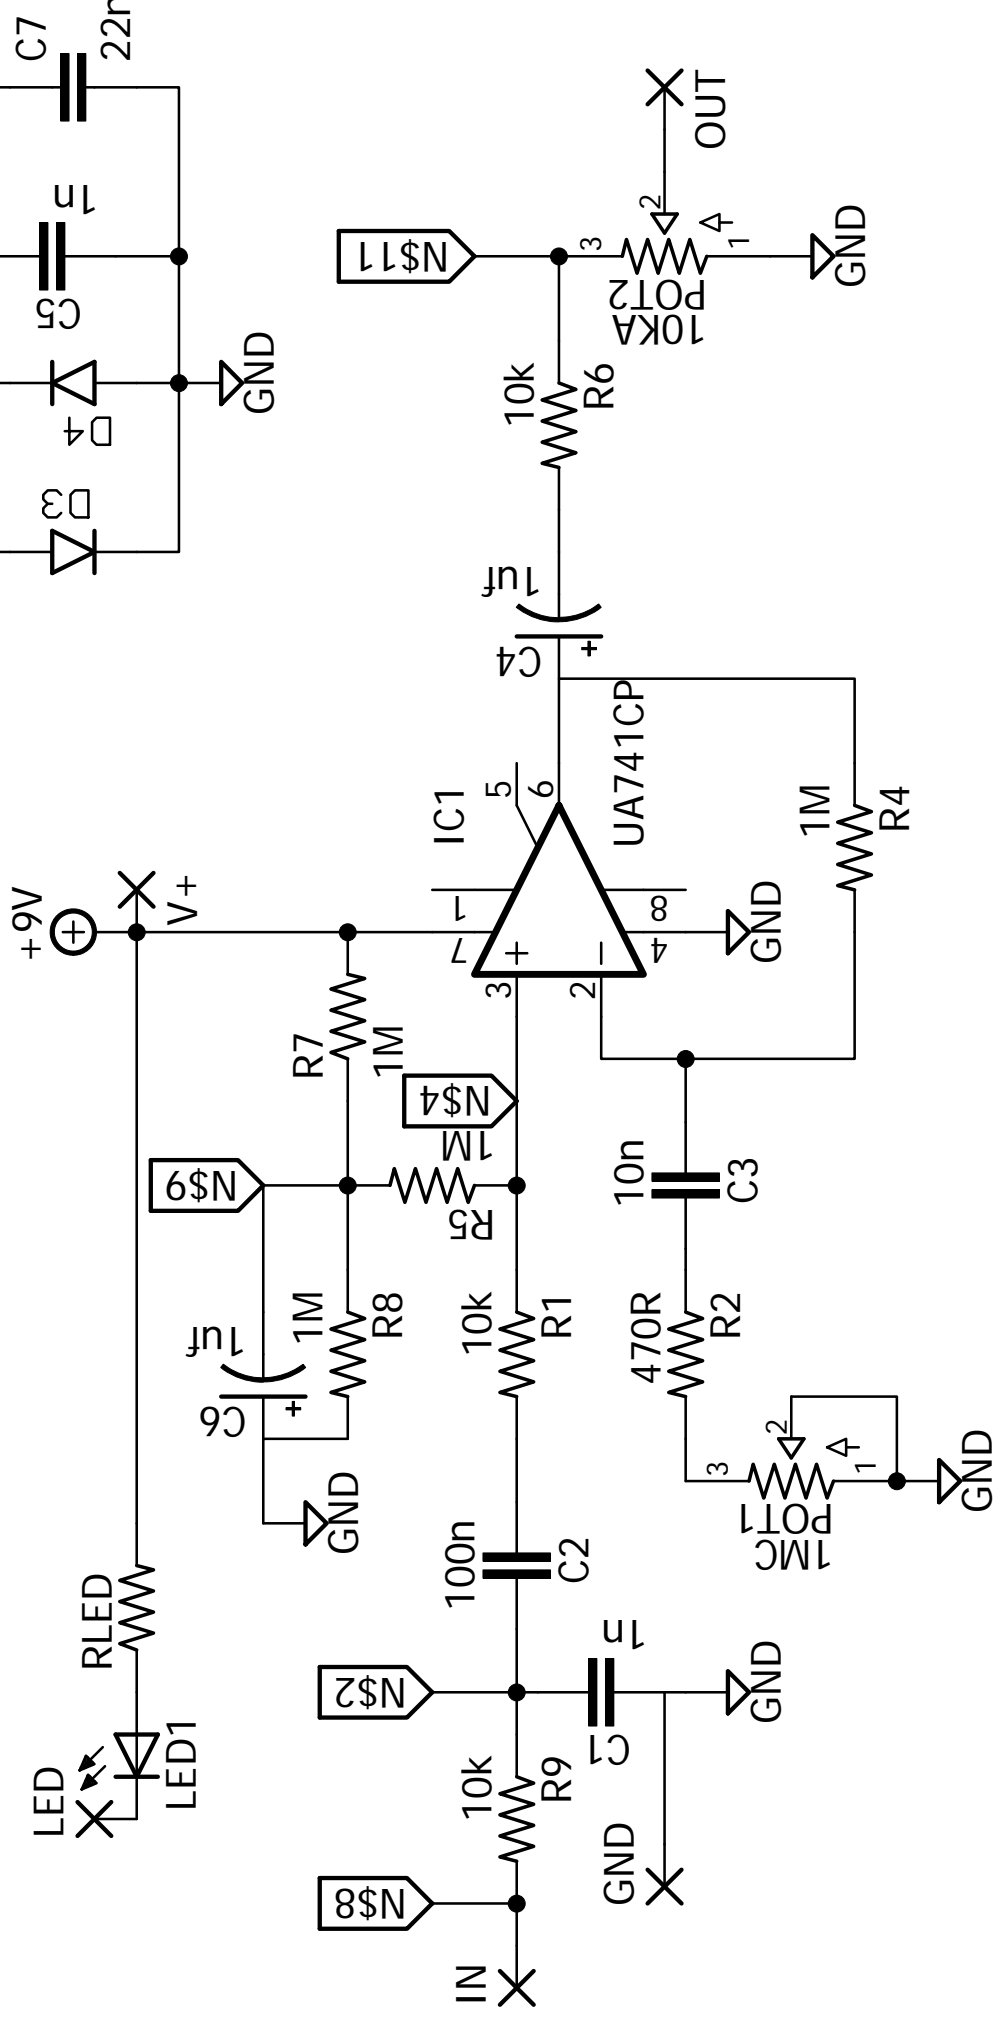 C7
22n
1n
C5
D4
D3
GND
OUT
N$11
2
3
1
POT2
10KA
GND
10k
R6
1uf
C4
+
UA741CP
IC1
5
6
1
7
8
4
+
−
3
2
GND
1M
R4
+9V
V+
R7
1M
N$4
N$9
1M
R5
10n
C3
1uf
C6
+
1M
R8
GND
10k
R1
470R
R2
2
3
1
POT1
1MC
GND
100n
C2
RLED
LED
LED1
N$2
1n
C1
GND
10k
R9
GND
N$8
IN